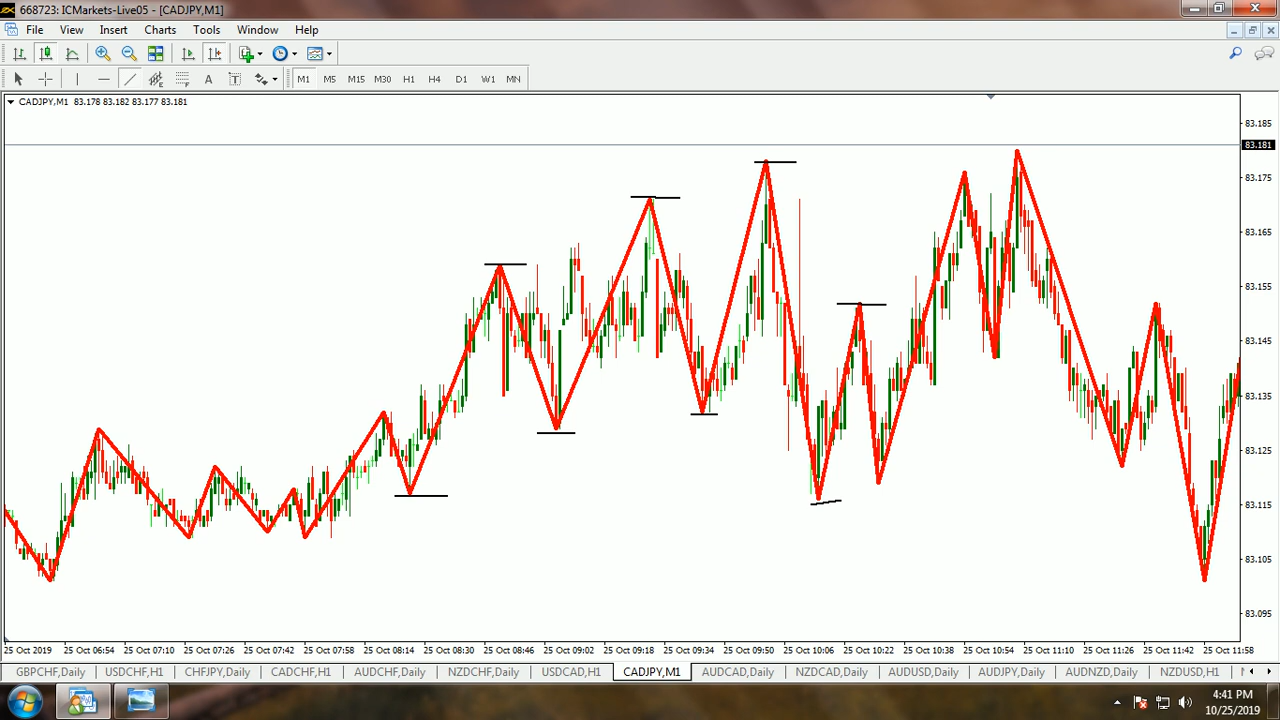 668723: ICMarkets-Live05 - [CADJPY,M1]
File View Insert Charts Tools Window Help
A T M1 M5 M15 M30 H1 H4 D1 W1 MN
CADJPY,M1 83.178 83.182 83.177 83.181
83.185
83.181
83.175
83.165
83.155
83.145
83.135
83.125
83.115
83.105
83.095
25 Oct 2019 25 Oct 06:54 25 Oct 07:10 25 Oct 07:26 25 Oct 07:42 25 Oct 07:58 25 Oct 08:14 25 Oct 08:30 25 Oct 08:46 25 Oct 09:02 25 Oct 09:18 25 Oct 09:34 25 Oct 09:50 25 Oct 10:06 25 Oct 10:22 25 Oct 10:38 25 Oct 10:54 25 Oct 11:10 25 Oct 11:26 25 Oct 11:42 25 Oct 11:58
GBPCHF,Daily USDCHF,H1 CHFJPY,Daily CADCHF,H1 AUDCHF,Daily NZDCHF,Daily USDCAD,H1 CADJPY,M1 AUDCAD,Daily NZDCAD,Daily AUDUSD,Daily AUDJPY,Daily AUDNZD,Daily NZDUSD,H1
4:41 PM
10/25/2019